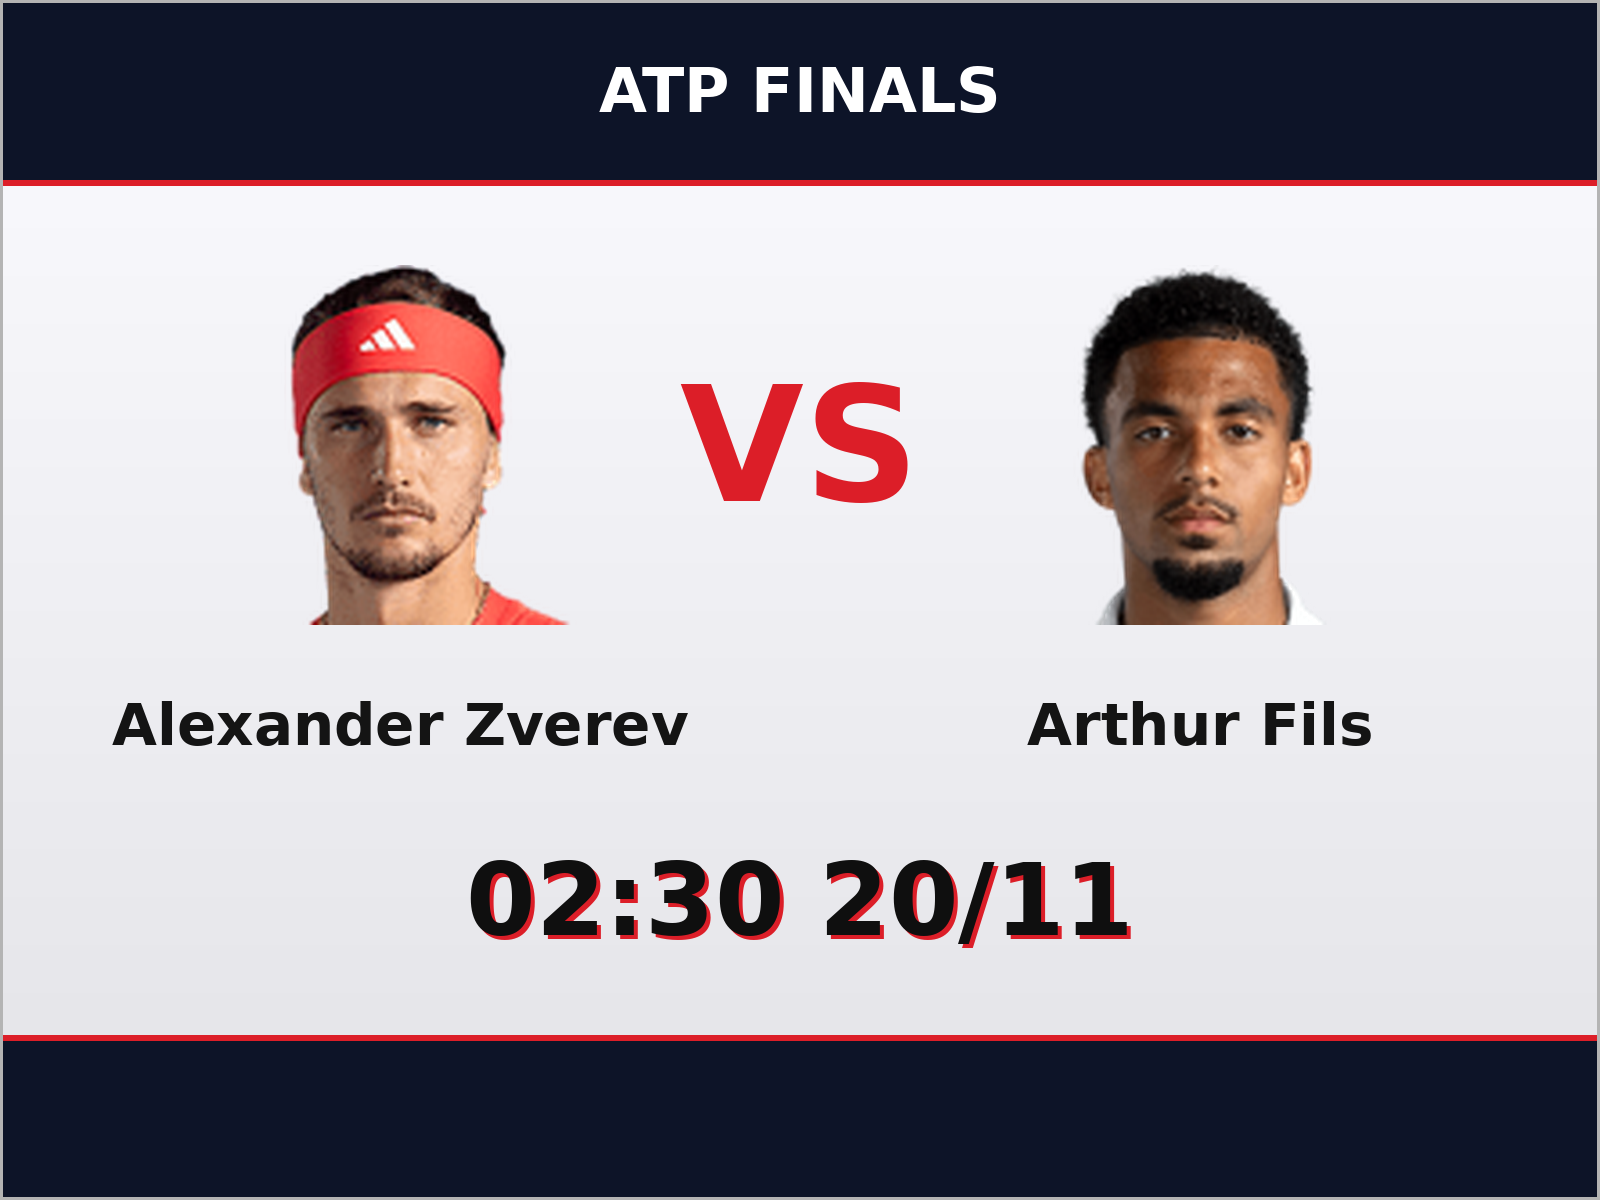 ATP FINALS
VS
Alexander Zverev
Arthur Fils
02:30 20/11